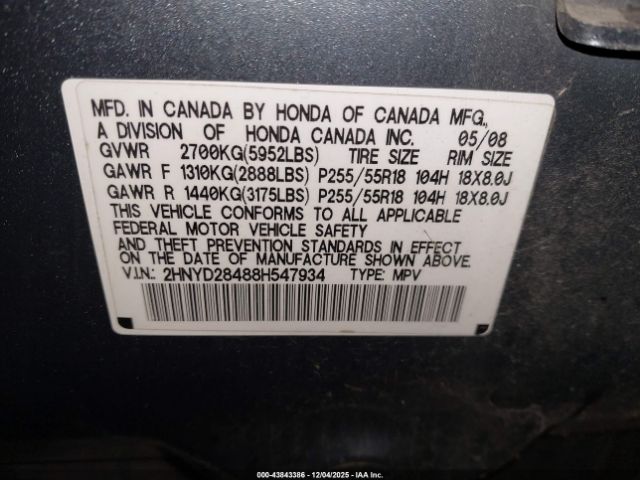 MFD. IN CANADA BY HONDA OF CANADA MFG.,
A DIVISION OF HONDA CANADA INC. 05/08
GVWR 2700KG(5952LBS) TIRE SIZE RIM SIZE
GAWR F 1310KG(2888LBS) P255/55R18 104H 18X8.0J
GAWR R 1440KG(3175LBS) P255/55R18 104H 18X8.0J
THIS VEHICLE CONFORMS TO ALL APPLICABLE
FEDERAL MOTOR VEHICLE SAFETY
AND THEFT PREVENTION STANDARDS IN EFFECT
ON THE DATE OF MANUFACTURE SHOWN ABOVE.
V.I.N.: 2HNYD28488H547934 TYPE: MPV
000-43843386 - 12/04/2025 - IAA Inc.